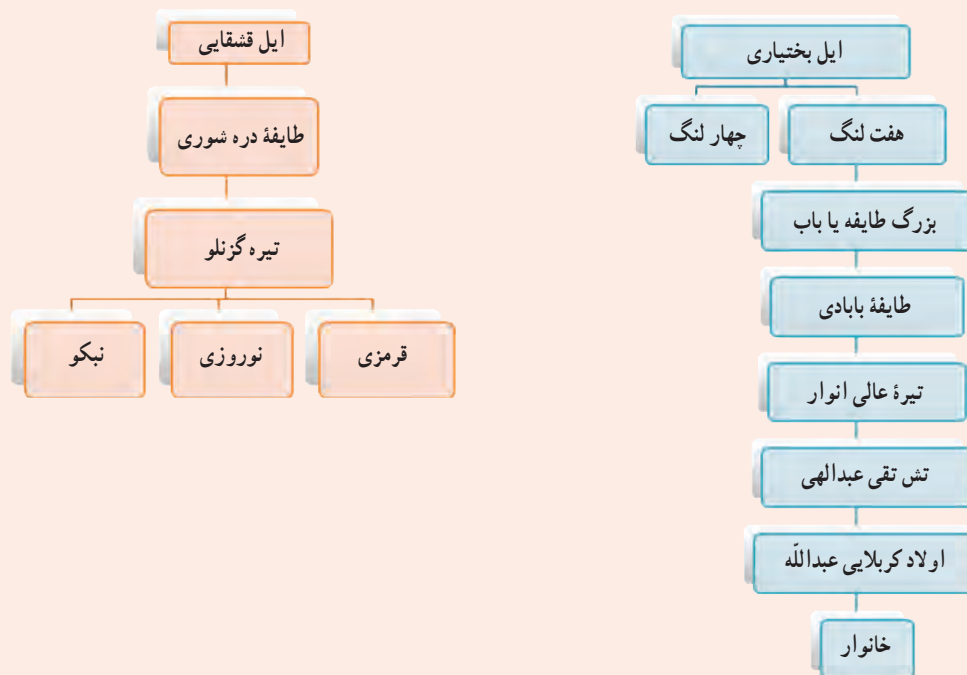 ایل بختیاری
هفت لنگ
چهار لنگ
بزرگ طایفه یا باب
طایفهٔ بابادی
تیرهٔ عالی انوار
تش تقی عبدالهی
اولاد کربلایی عبداللّه
خانوار
ایل قشقایی
طایفهٔ دره شوری
تیره گزنلو
قرمزی
نوروزی
نبکو